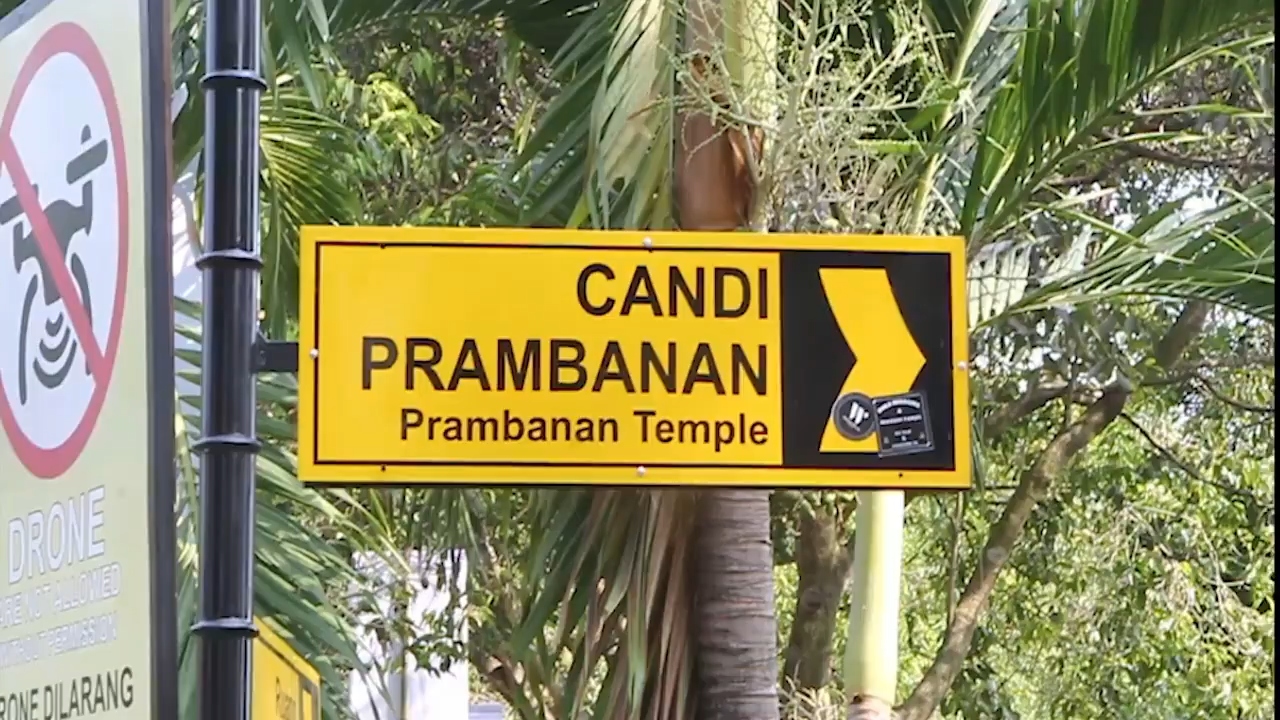 DRONE
ARE NOT ALLOWED
WITHOUT PERMISSION
DRONE DILARANG
CANDI
PRAMBANAN
Prambanan Temple